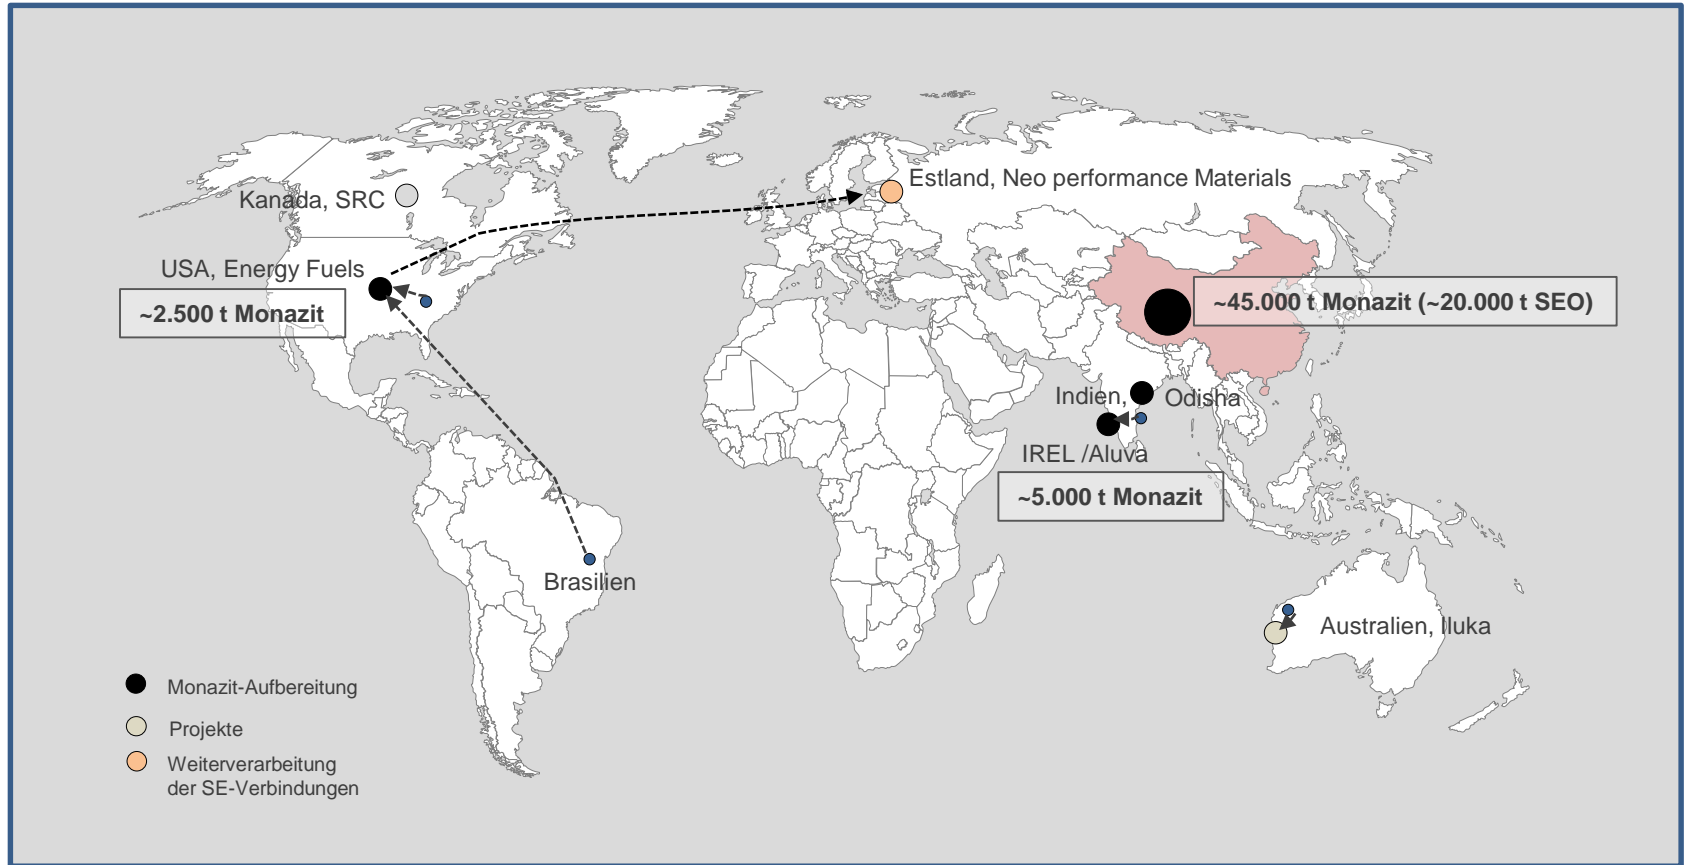 Estland, Neo performance Materials
Kanada, SRC
USA, Energy Fuels
~2.500 t Monazit
~45.000 t Monazit (~20.000 t SEO)
Indien,
Odisha
IREL /Aluva
~5.000 t Monazit
Brasilien
Australien, Iluka
Monazit-Aufbereitung
Projekte
Weiterverarbeitung
der SE-Verbindungen